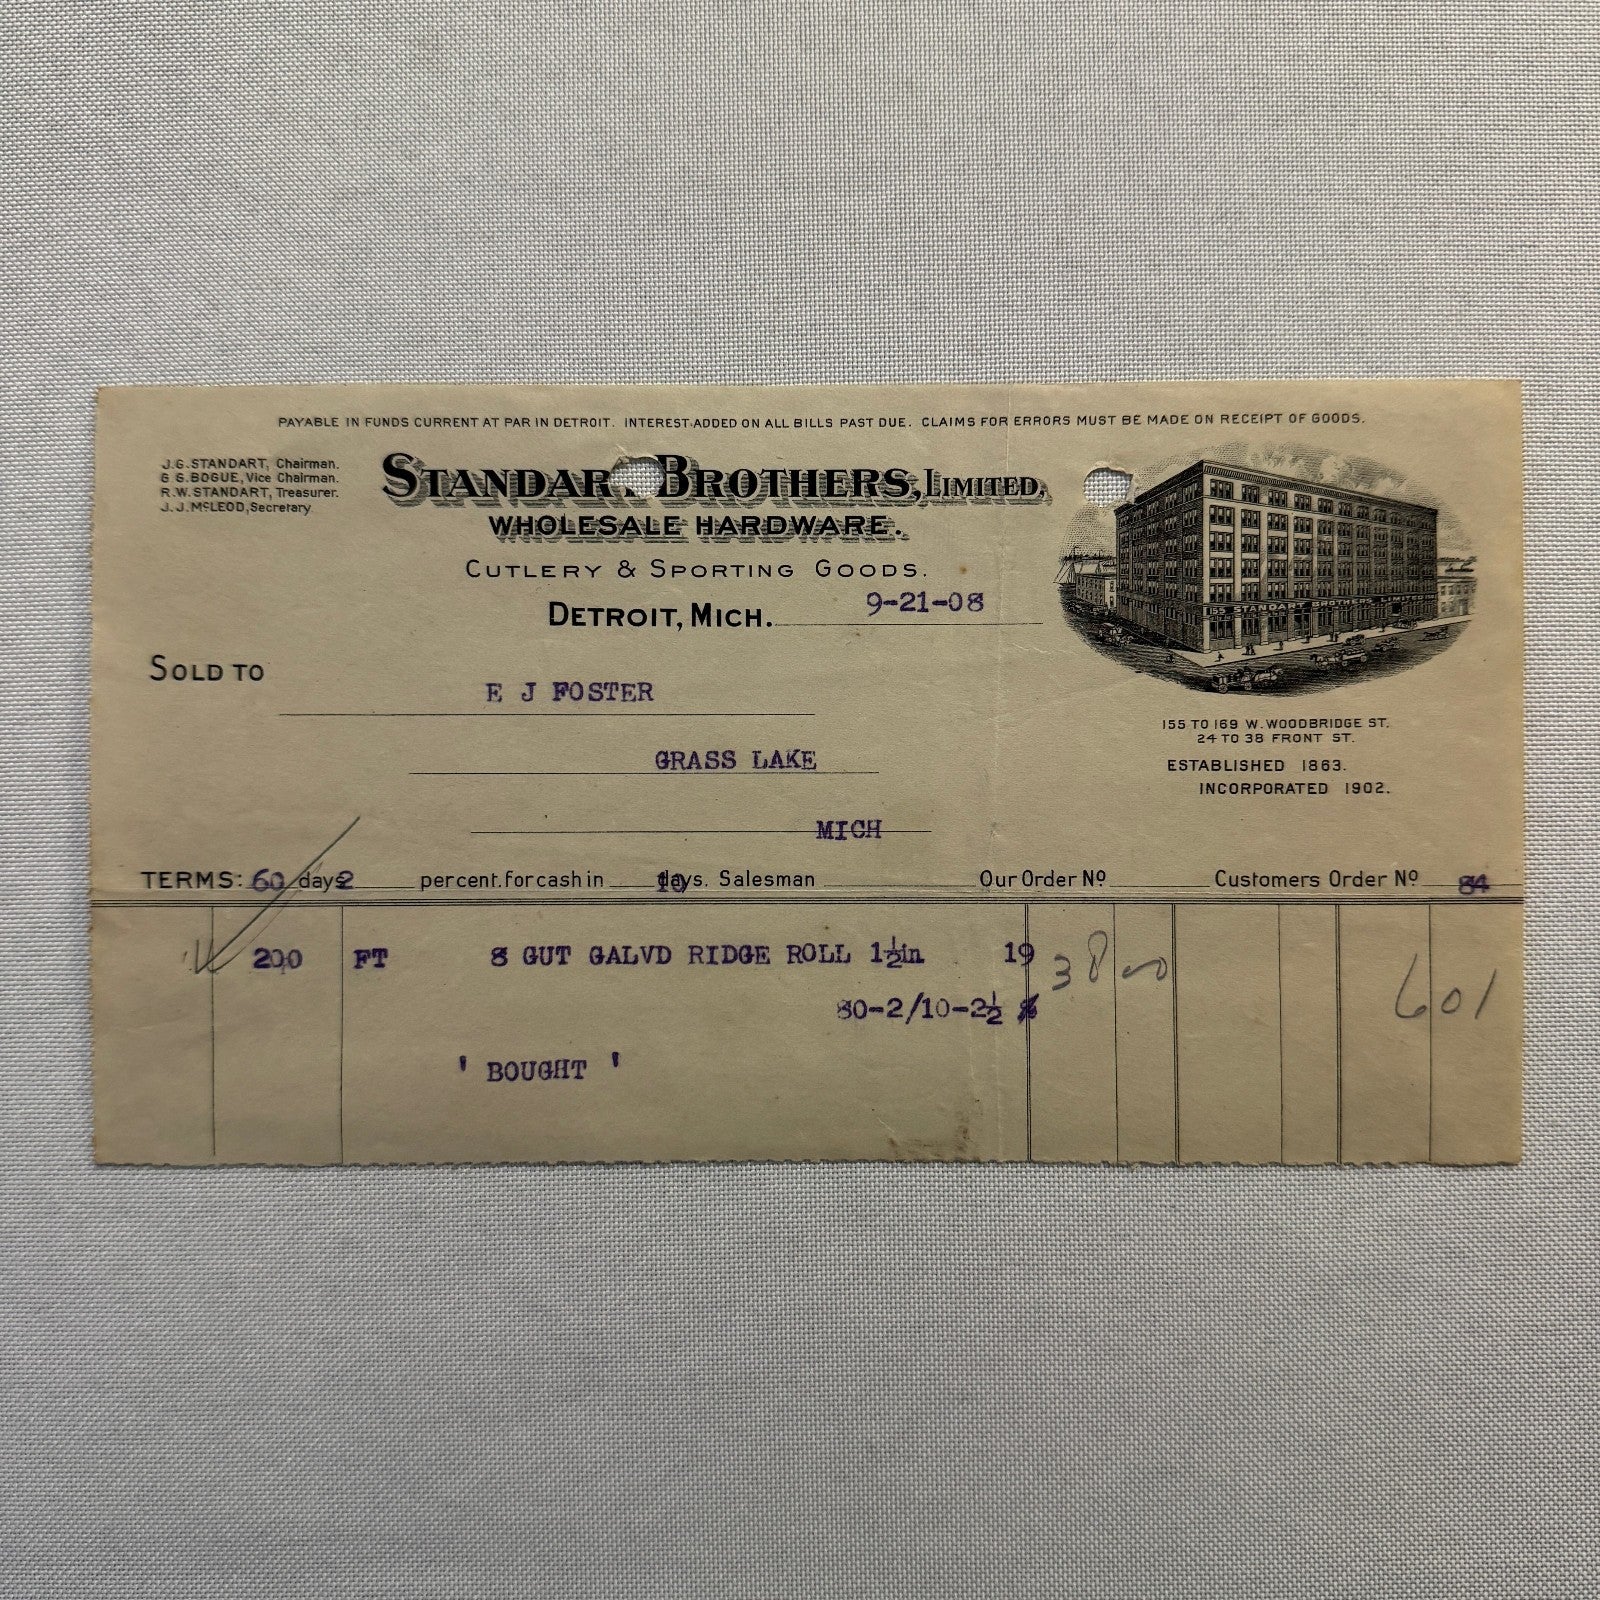 PAYABLE IN FUNDS CURRENT AT PAR IN DETROIT. INTEREST ADDED ON ALL BILLS PAST DUE. CLAIMS FOR ERRORS MUST BE MADE ON RECEIPT OF GOODS.
J.G. STANDART, Chairman.
G G. BOGUE, Vice Chairman.
R.W. STANDART, Treasurer.
J. J. McLEOD, Secretary.
STANDAR BROTHERS, LIMITED,
WHOLESALE HARDWARE.
CUTLERY & SPORTING GOODS.
DETROIT, MICH. 9-21-08
155 STANDART BROTHERS LIMITED
155 TO 169 W. WOODBRIDGE ST.
24 TO 38 FRONT ST.
ESTABLISHED 1863.
INCORPORATED 1902.
SOLD TO
E J FOSTER
GRASS LAKE
MICH
TERMS: 60 days 2 percent. for cash in 10 days. Salesman Our Order No Customers Order No 84
200 FT 8 GUT GALVD RIDGE ROLL 1½in 19 38 00 601
80-2/10-2½ %
' BOUGHT '